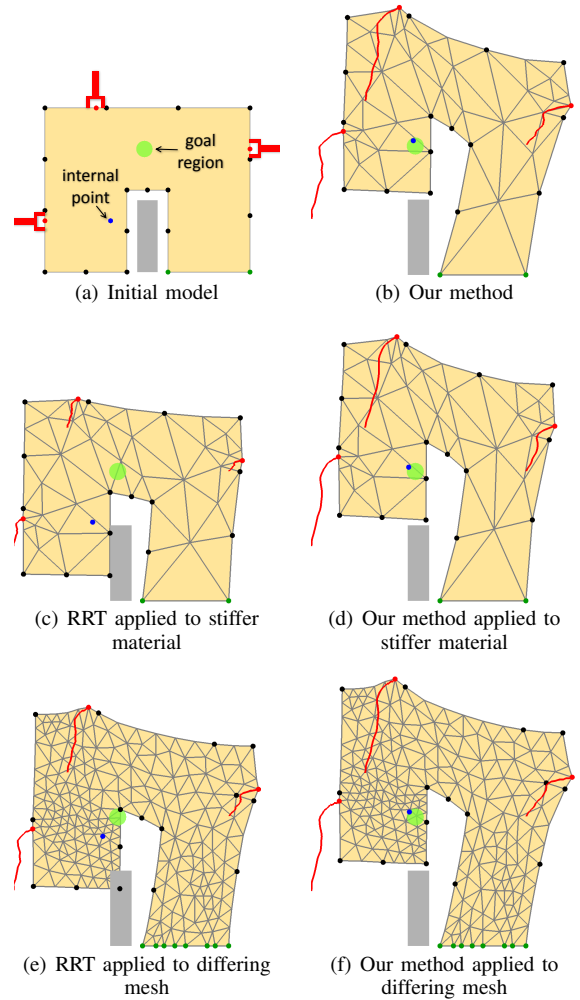 goal
region
internal
point
(a) Initial model
(b) Our method
(c) RRT applied to stiffer
material
(d) Our method applied to
stiffer material
(e) RRT applied to differing
mesh
(f) Our method applied to
differing mesh